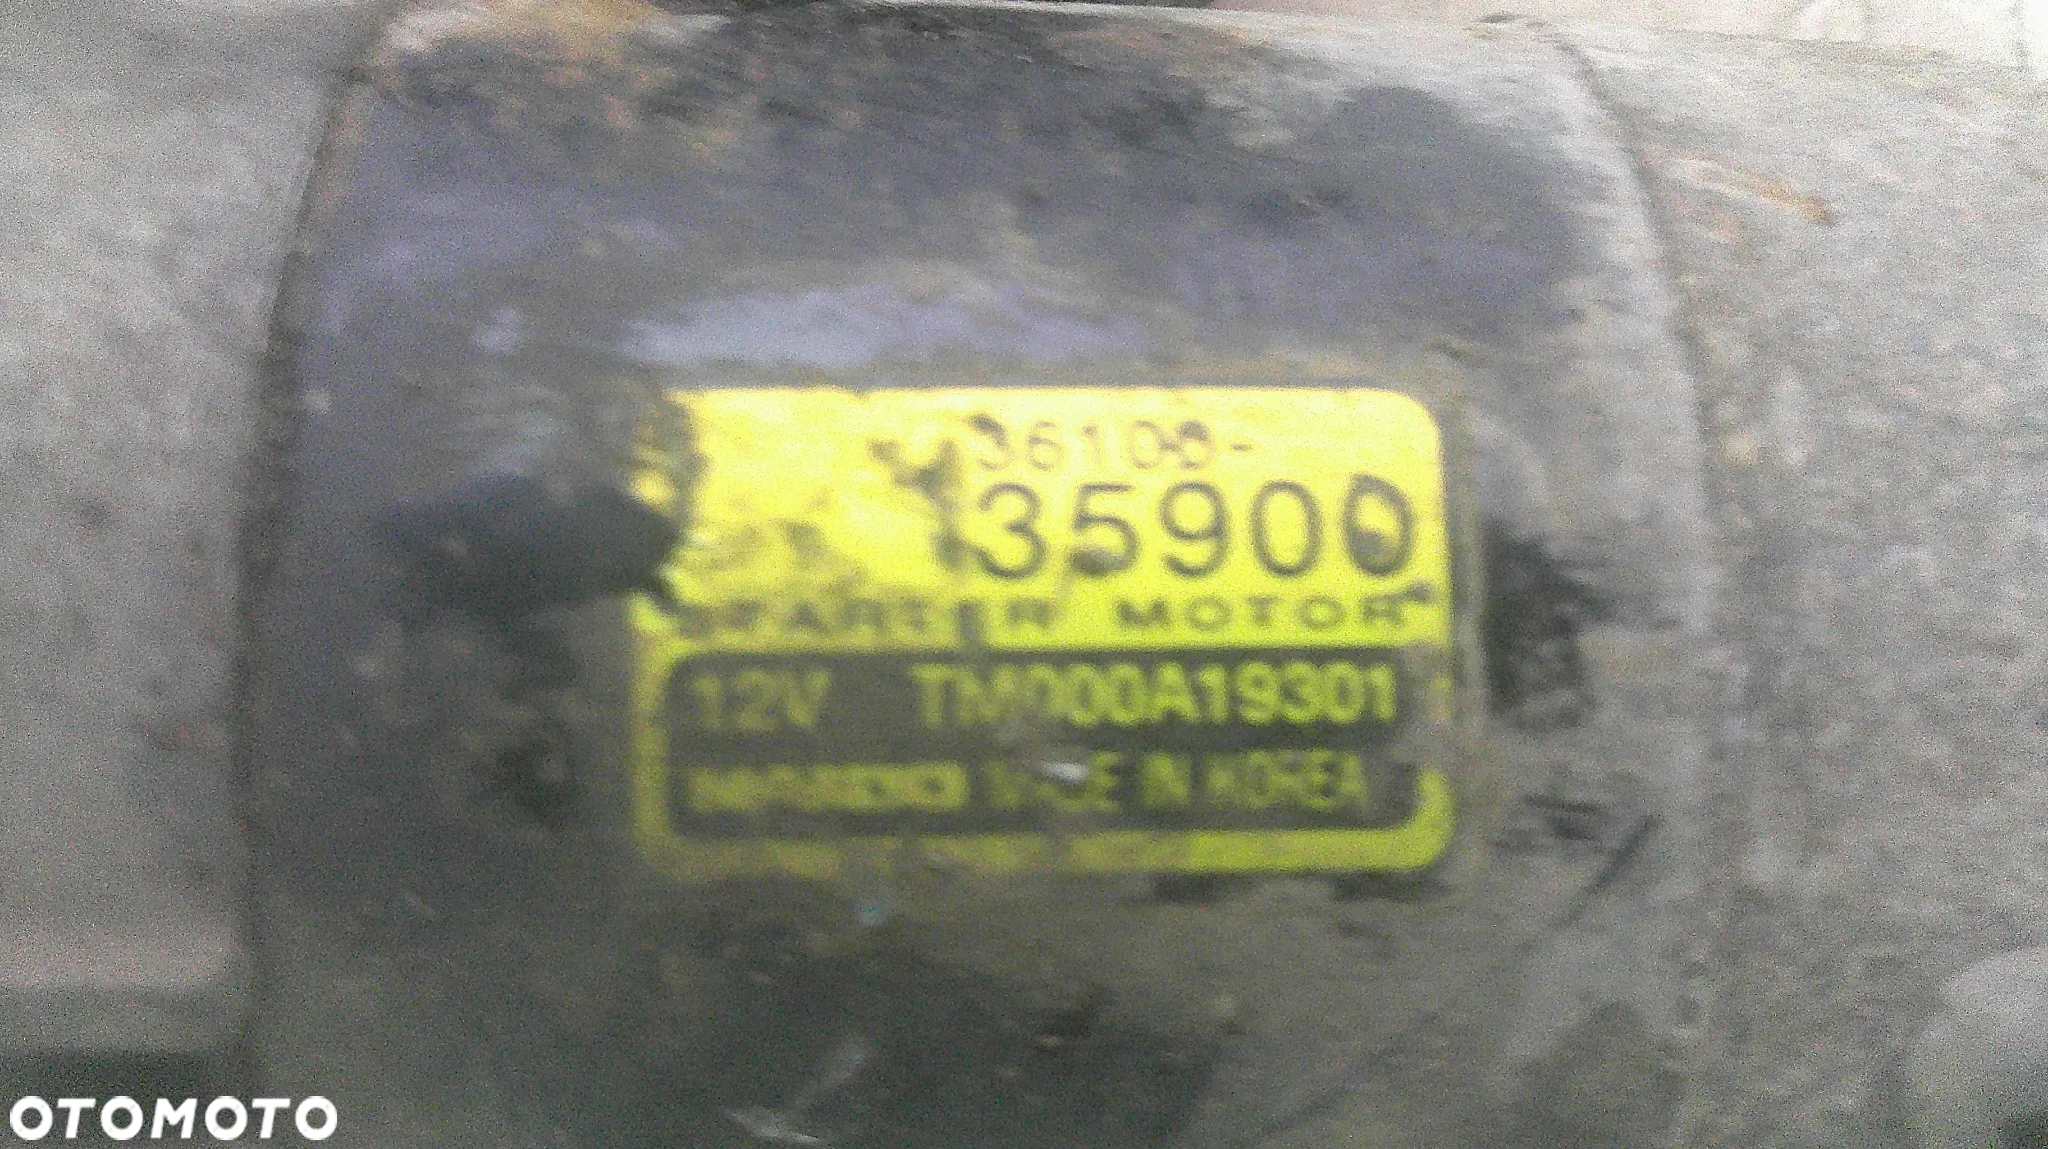 36100-
35900
STARTER MOTOR
12V TM000A19301
MADE IN KOREA
OTOMOTO